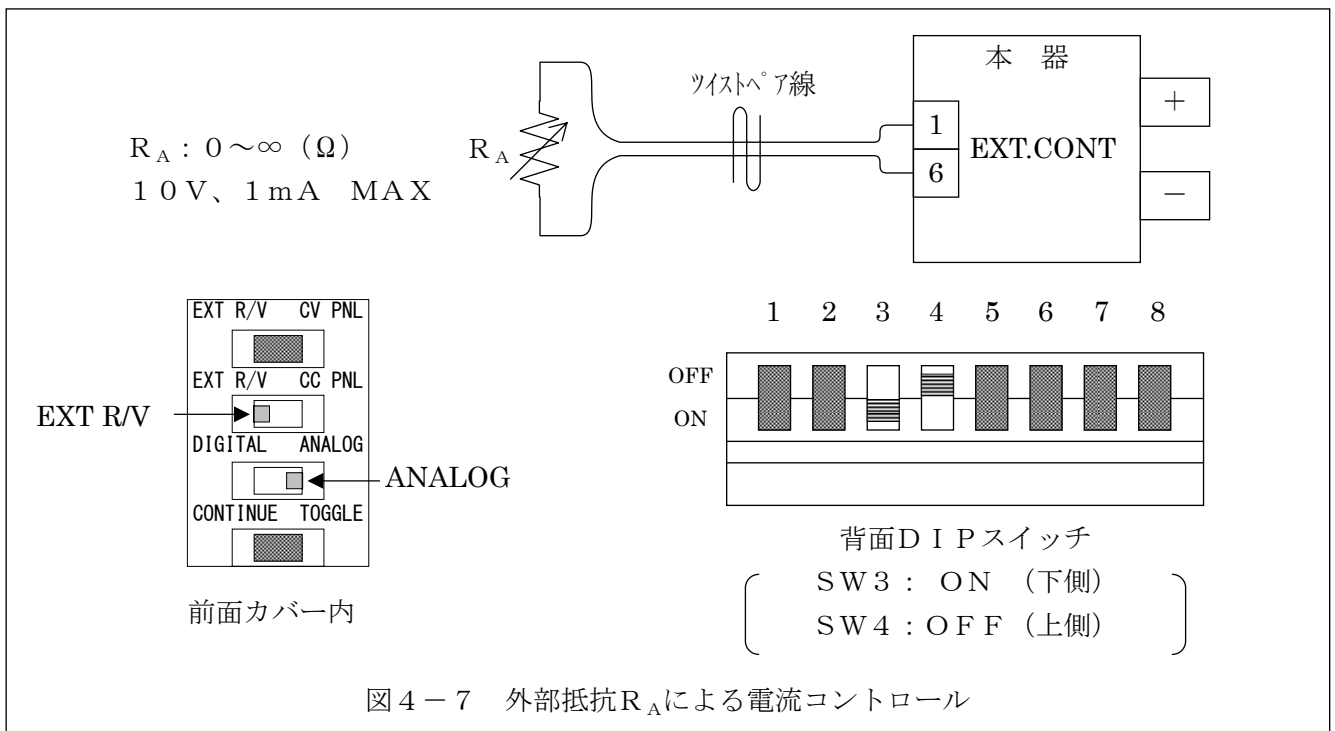 本 器
ﾂｲｽﾄﾍﾟｱ線
+
1
EXT.CONT
6
−
R_A
R_A:0~∞(Ω)
10V、1mA MAX
EXT R/V CV PNL
EXT R/V CC PNL
EXT R/V
DIGITAL ANALOG
ANALOG
CONTINUE TOGGLE
前面カバー内
1 2 3 4 5 6 7 8
OFF
ON
背面DIPスイッチ
SW3: ON (下側)
SW4:OFF(上側)
図4-7 外部抵抗R_Aによる電流コントロール